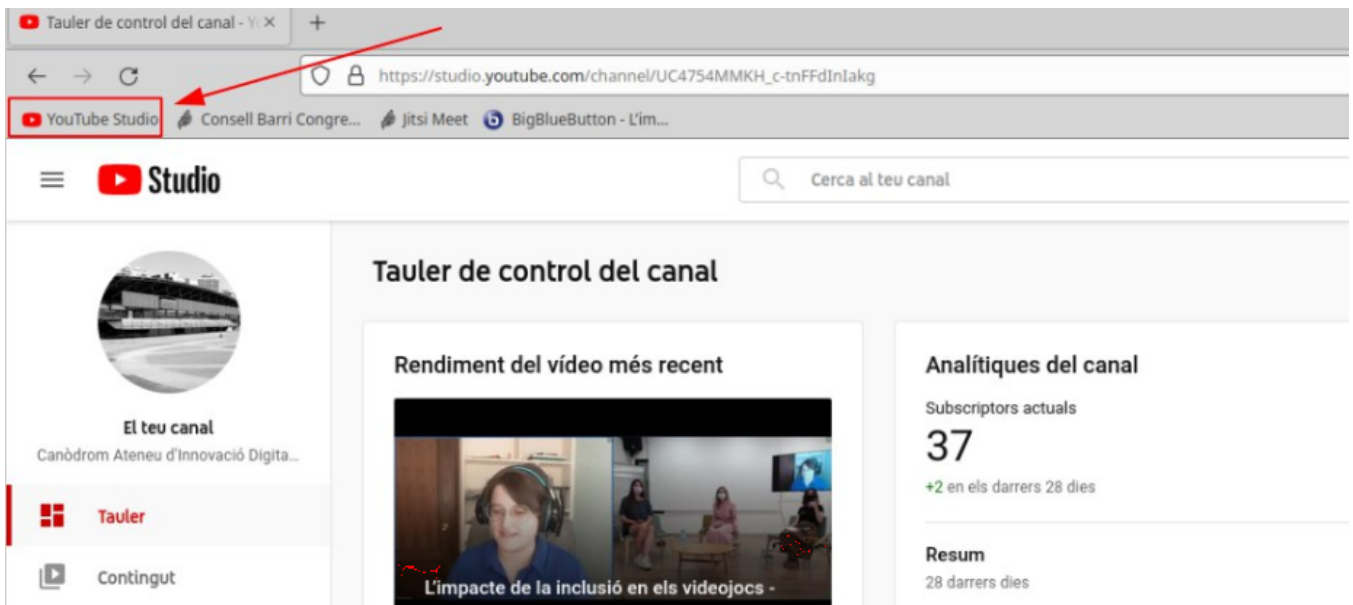 Tauler de control del canal - Yo
https://studio.youtube.com/channel/UC4754MMKH_c-tnFFdInIakg
YouTube Studio
Consell Barri Congre...
Jitsi Meet
BigBlueButton - L'im...
Studio
Cerca al teu canal
Tauler de control del canal
El teu canal
Canòdrom Ateneu d'Innovació Digita...
Tauler
Contingut
Rendiment del vídeo més recent
L'impacte de la inclusió en els videojocs -
Analítiques del canal
Subscriptors actuals
37
+2 en els darrers 28 dies
Resum
28 darrers dies